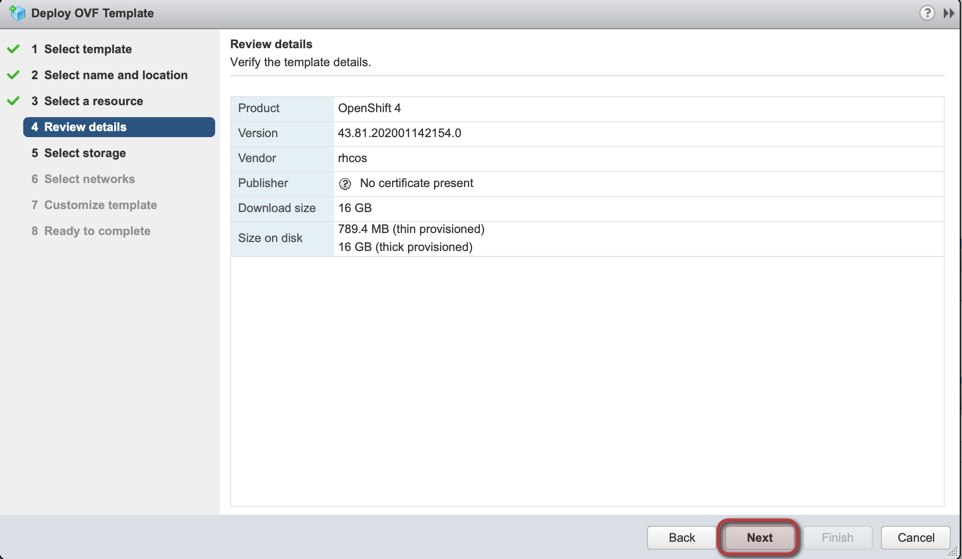 Deploy OVF Template
1 Select template
2 Select name and location
3 Select a resource
4 Review details
5 Select storage
6 Select networks
7 Customize template
8 Ready to complete
Review details
Verify the template details.
Product OpenShift 4
Version 43.81.202001142154.0
Vendor rhcos
Publisher ? No certificate present
Download size 16 GB
Size on disk 789.4 MB (thin provisioned)
16 GB (thick provisioned)
Back Next Finish Cancel